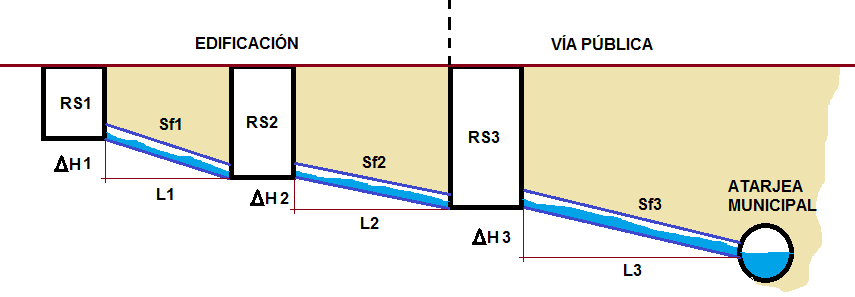 EDIFICACIÓN
VÍA PÚBLICA
RS1
RS2
RS3
Sf1
Sf2
Sf3
ΔH1
L1
ΔH2
L2
ΔH3
L3
ATARJEA
MUNICIPAL